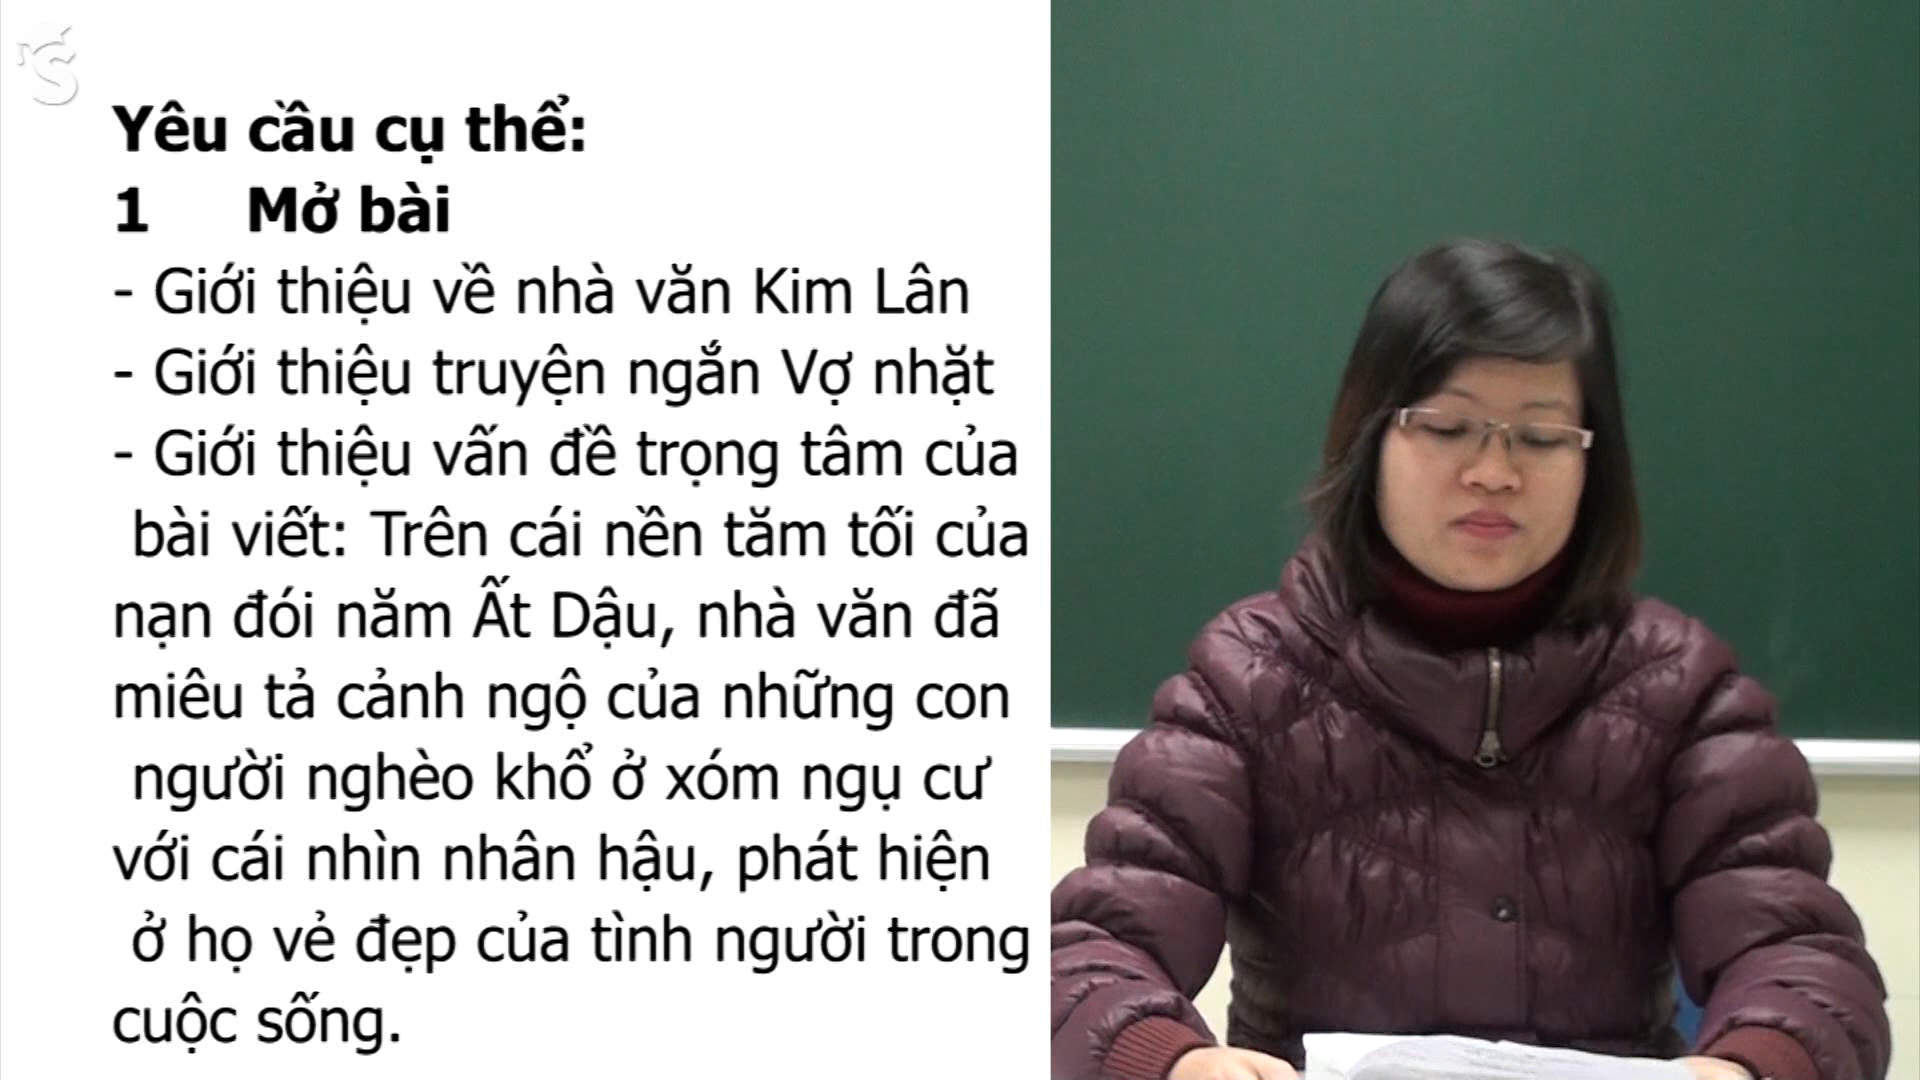 Yêu cầu cụ thể:
1 Mở bài
- Giới thiệu về nhà văn Kim Lân
- Giới thiệu truyện ngắn Vợ nhặt
- Giới thiệu vấn đề trọng tâm của
bài viết: Trên cái nền tăm tối của
nạn đói năm Ất Dậu, nhà văn đã
miêu tả cảnh ngộ của những con
người nghèo khổ ở xóm ngụ cư
với cái nhìn nhân hậu, phát hiện
ở họ vẻ đẹp của tình người trong
cuộc sống.